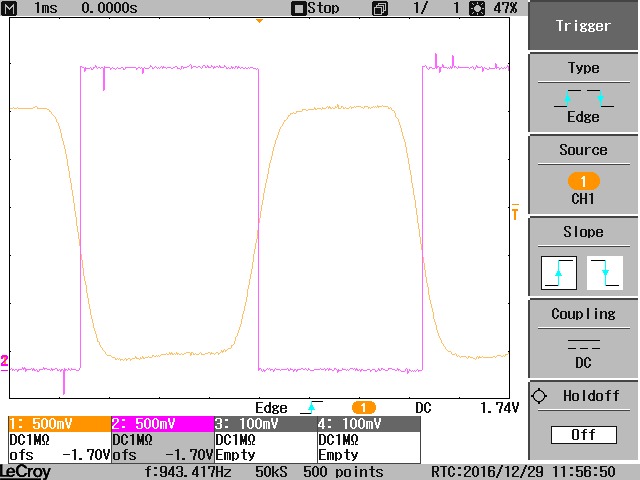 M 1ms 0.0000s Stop 1/ 1 47%
Trigger
Type
Edge
Source
1
CH1
T
Slope
Coupling
DC
2
Holdoff
Off
Edge 1 DC 1.74V
1: 500mV 2: 500mV 3: 100mV 4: 100mV
DC1MΩ DC1MΩ DC1MΩ DC1MΩ
ofs -1.70V ofs -1.70V Empty Empty
LeCroy f:943.417Hz 50kS 500 points RTC:2016/12/29 11:56:50